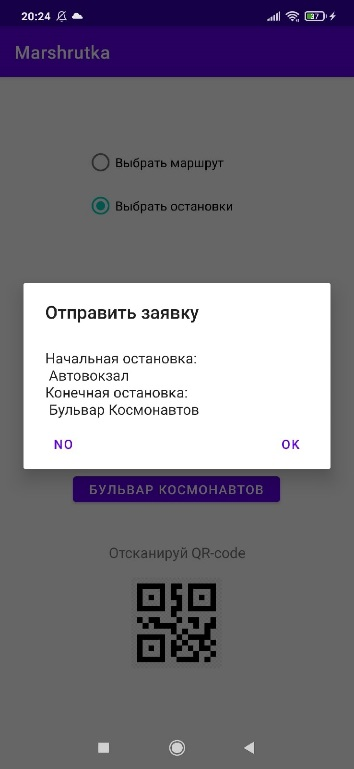 20:24
37
Marshrutka
Выбрать маршрут
Выбрать остановки
Отправить заявку
Начальная остановка:
Автовокзал
Конечная остановка:
Бульвар Космонавтов
NO OK
БУЛЬВАР КОСМОНАВТОВ
Отсканируй QR-code